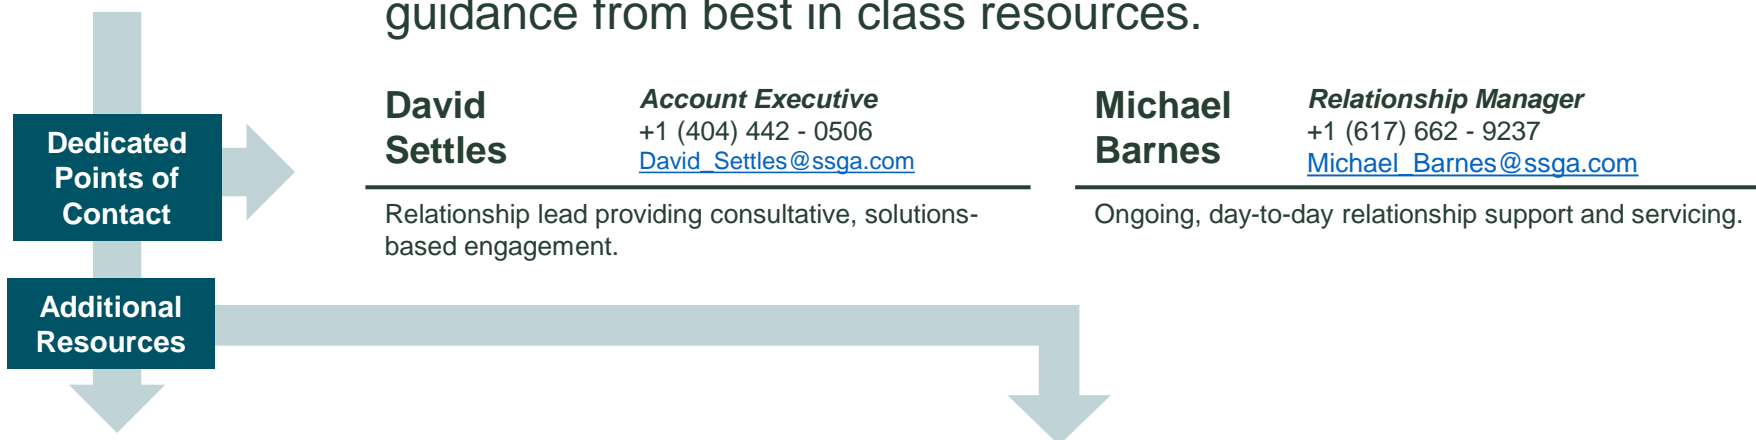 guidance from best in class resources.
Dedicated
Points of
Contact
David
Settles
Account Executive
+1 (404) 442 - 0506
David_Settles@ssga.com
Relationship lead providing consultative, solutions-
based engagement.
Michael
Barnes
Relationship Manager
+1 (617) 662 - 9237
Michael_Barnes@ssga.com
Ongoing, day-to-day relationship support and servicing.
Additional
Resources